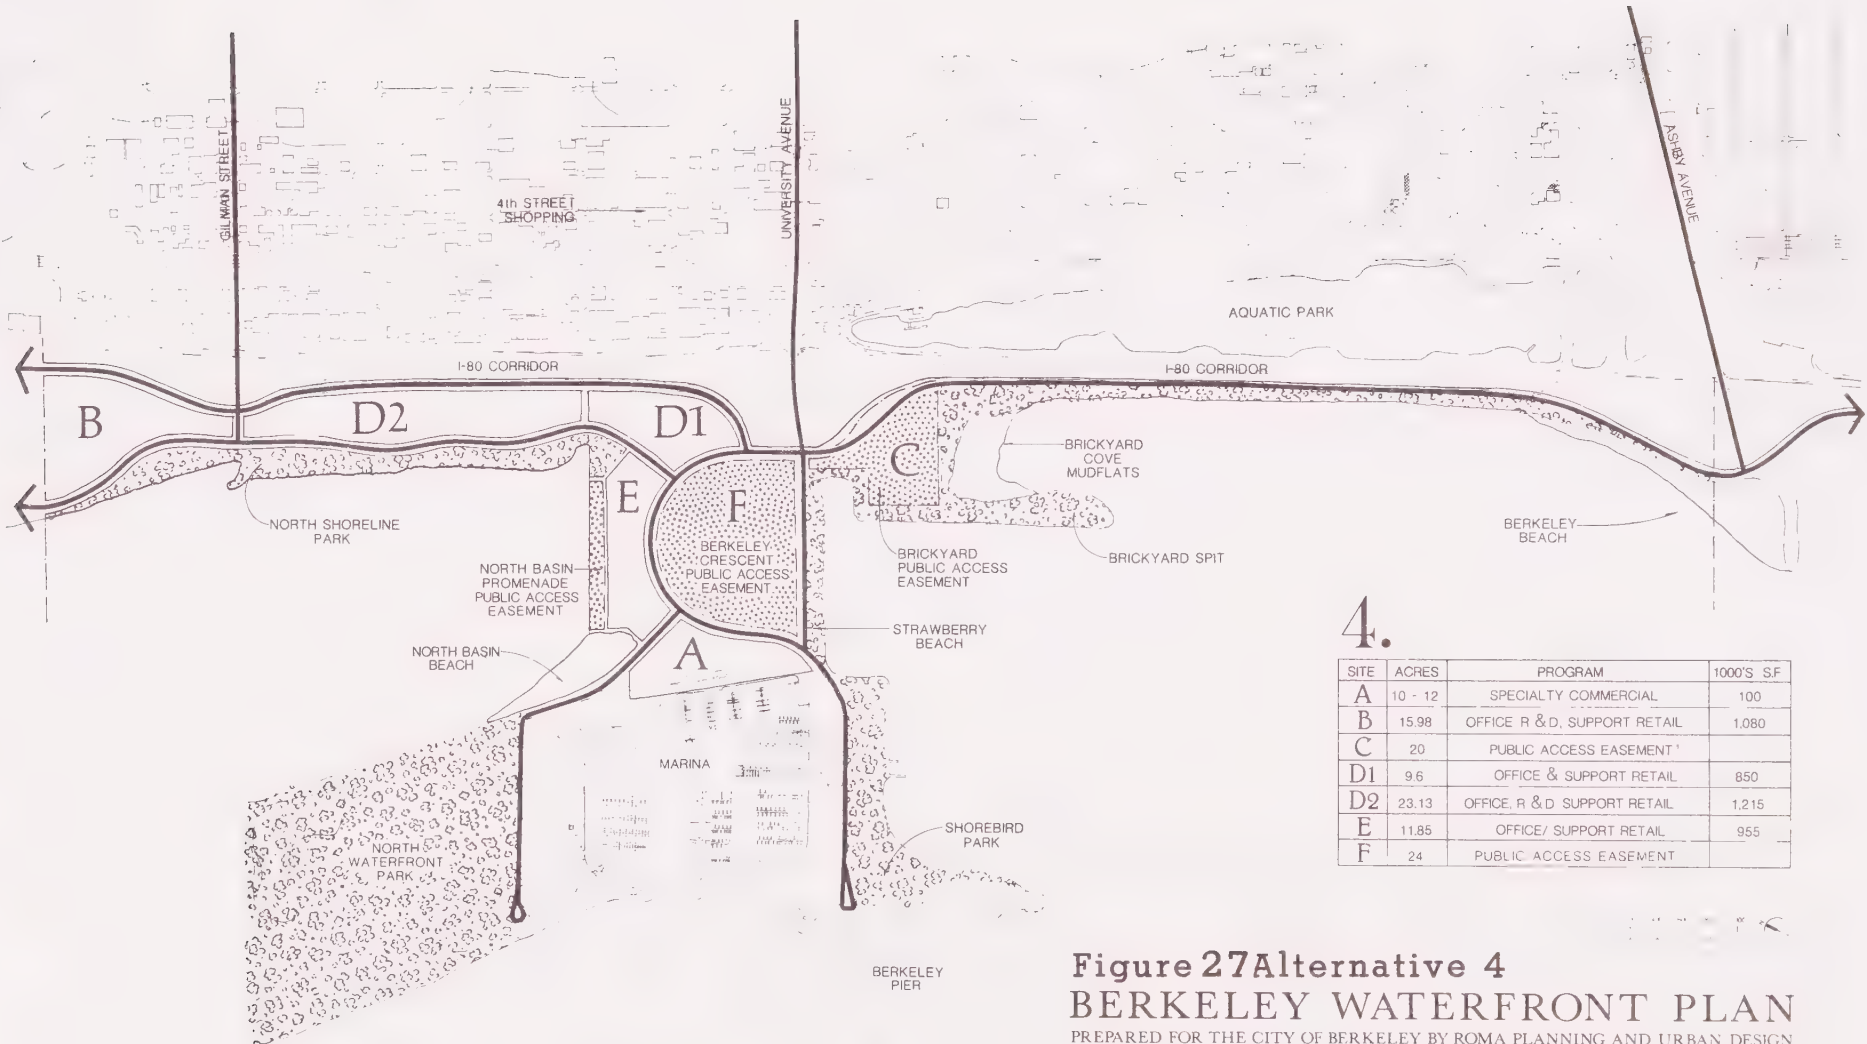 GILMAN STREET
UNIVERSITY AVENUE
ASHBY AVENUE
4th STREET
SHOPPING
AQUATIC PARK
I-80 CORRIDOR
I-80 CORRIDOR
B
D2
D1
C
E
F
A
BRICKYARD
COVE
MUDFLATS
NORTH SHORELINE
PARK
BERKELEY
CRESCENT
PUBLIC ACCESS
EASEMENT
BRICKYARD
PUBLIC ACCESS
EASEMENT
BRICKYARD SPIT
BERKELEY
BEACH
NORTH BASIN
PROMENADE
PUBLIC ACCESS
EASEMENT
STRAWBERRY
BEACH
NORTH BASIN
BEACH
MARINA
NORTH
WATERFRONT
PARK
SHOREBIRD
PARK
BERKELEY
PIER
4.
SITE ACRES PROGRAM 1000'S S.F
A 10 - 12 SPECIALTY COMMERCIAL 100
B 15.98 OFFICE R & D, SUPPORT RETAIL 1,080
C 20 PUBLIC ACCESS EASEMENT
D1 9.6 OFFICE & SUPPORT RETAIL 850
D2 23.13 OFFICE, R & D SUPPORT RETAIL 1,215
E 11.85 OFFICE/ SUPPORT RETAIL 955
F 24 PUBLIC ACCESS EASEMENT
Figure 27 Alternative 4
BERKELEY WATERFRONT PLAN
PREPARED FOR THE CITY OF BERKELEY BY ROMA PLANNING AND URBAN DESIGN